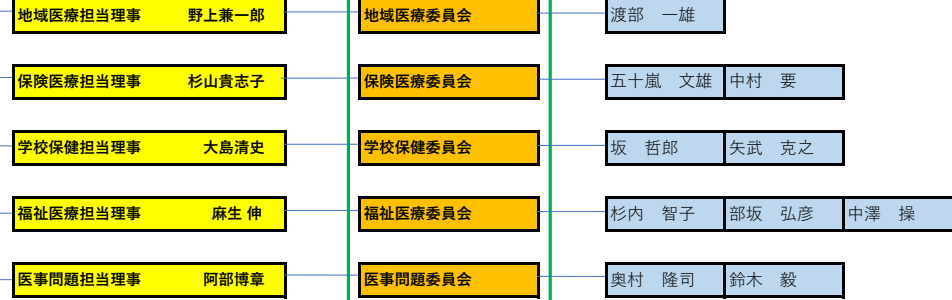 地域医療担当理事　野上兼一郎　地域医療委員会　渡部　一雄
保険医療担当理事　杉山貴志子　保険医療委員会　五十嵐　文雄　中村　要
学校保健担当理事　大島清史　学校保健委員会　坂　哲郎　矢武　克之
福祉医療担当理事　麻生 伸　福祉医療委員会　杉内　智子　部坂　弘彦　中澤　操
医事問題担当理事　阿部博章　医事問題委員会　奥村　隆司　鈴木　毅